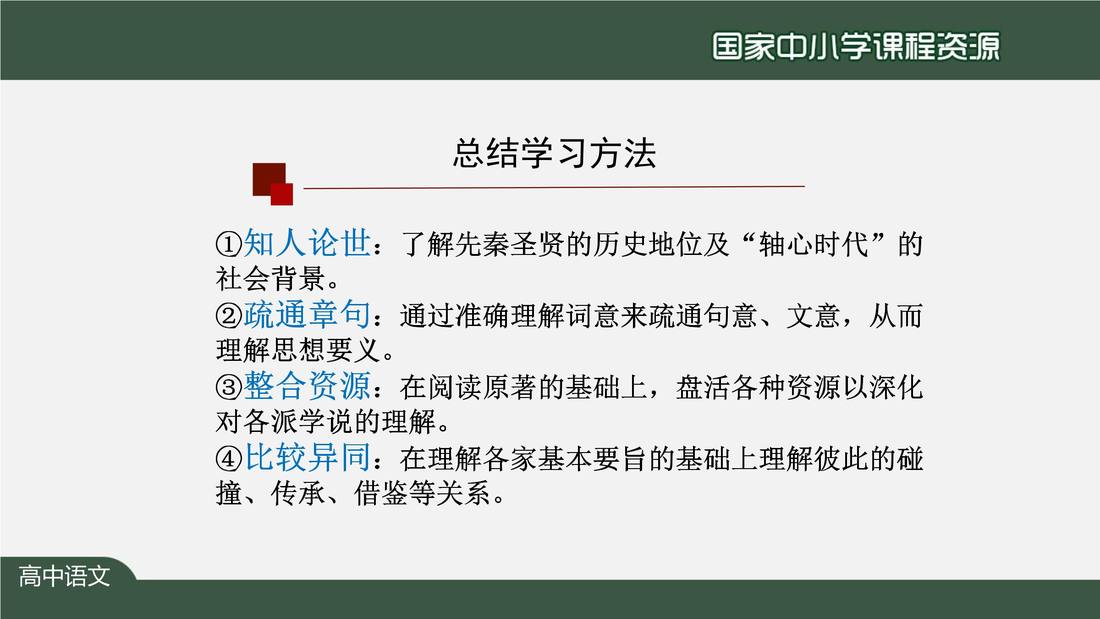 国家中小学课程资源
总结学习方法
①知人论世：了解先秦圣贤的历史地位及“轴心时代”的
社会背景。
②疏通章句：通过准确理解词意来疏通句意、文意，从而
理解思想要义。
③整合资源：在阅读原著的基础上，盘活各种资源以深化
对各派学说的理解。
④比较异同：在理解各家基本要旨的基础上理解彼此的碰
撞、传承、借鉴等关系。
高中语文